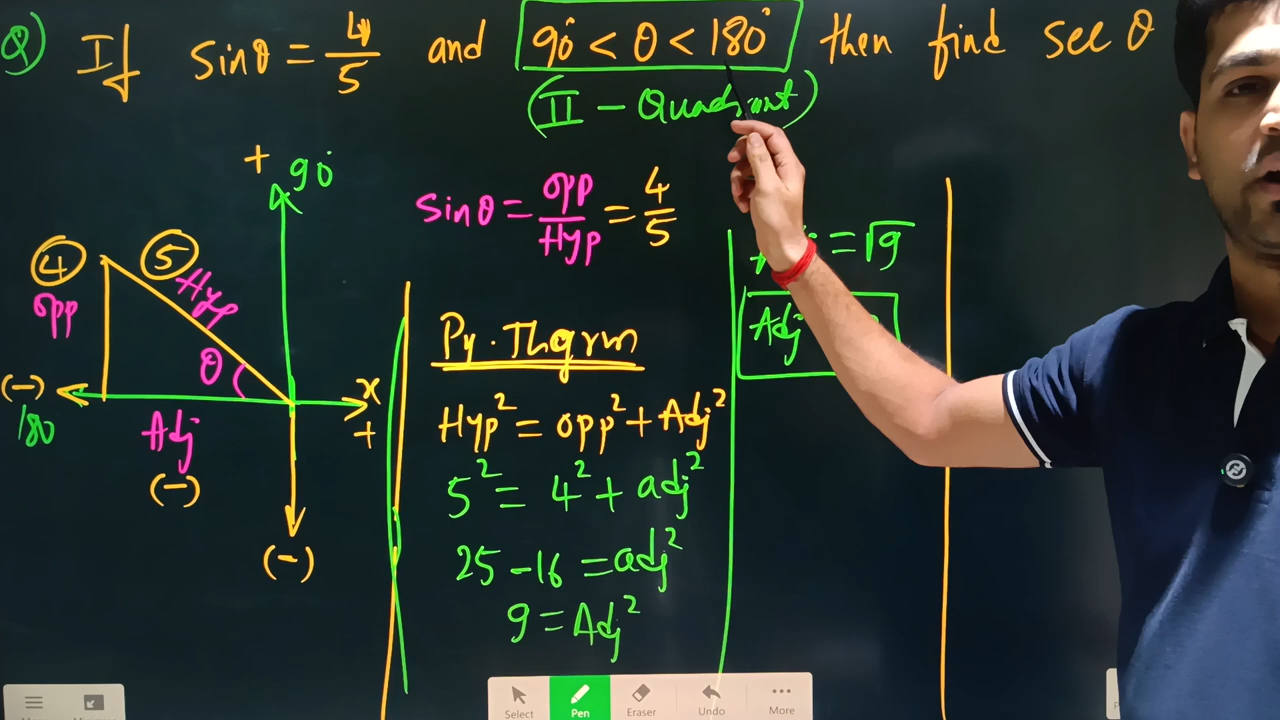 Q) If sinθ = 4/5 and 90° < θ < 180° then find sec θ
(II - Quadrant)
+ 90°
sinθ = opp/Hyp = 4/5
4
5
opp
Hyp
θ
(-)
180
x
+
Adj
(-)
(-)
Py. Thqrm
Hyp² = opp² + Adj²
5² = 4² + adj²
25 - 16 = adj²
9 = Adj²
= √9
Adj
Select
Pen
Eraser
Undo
More